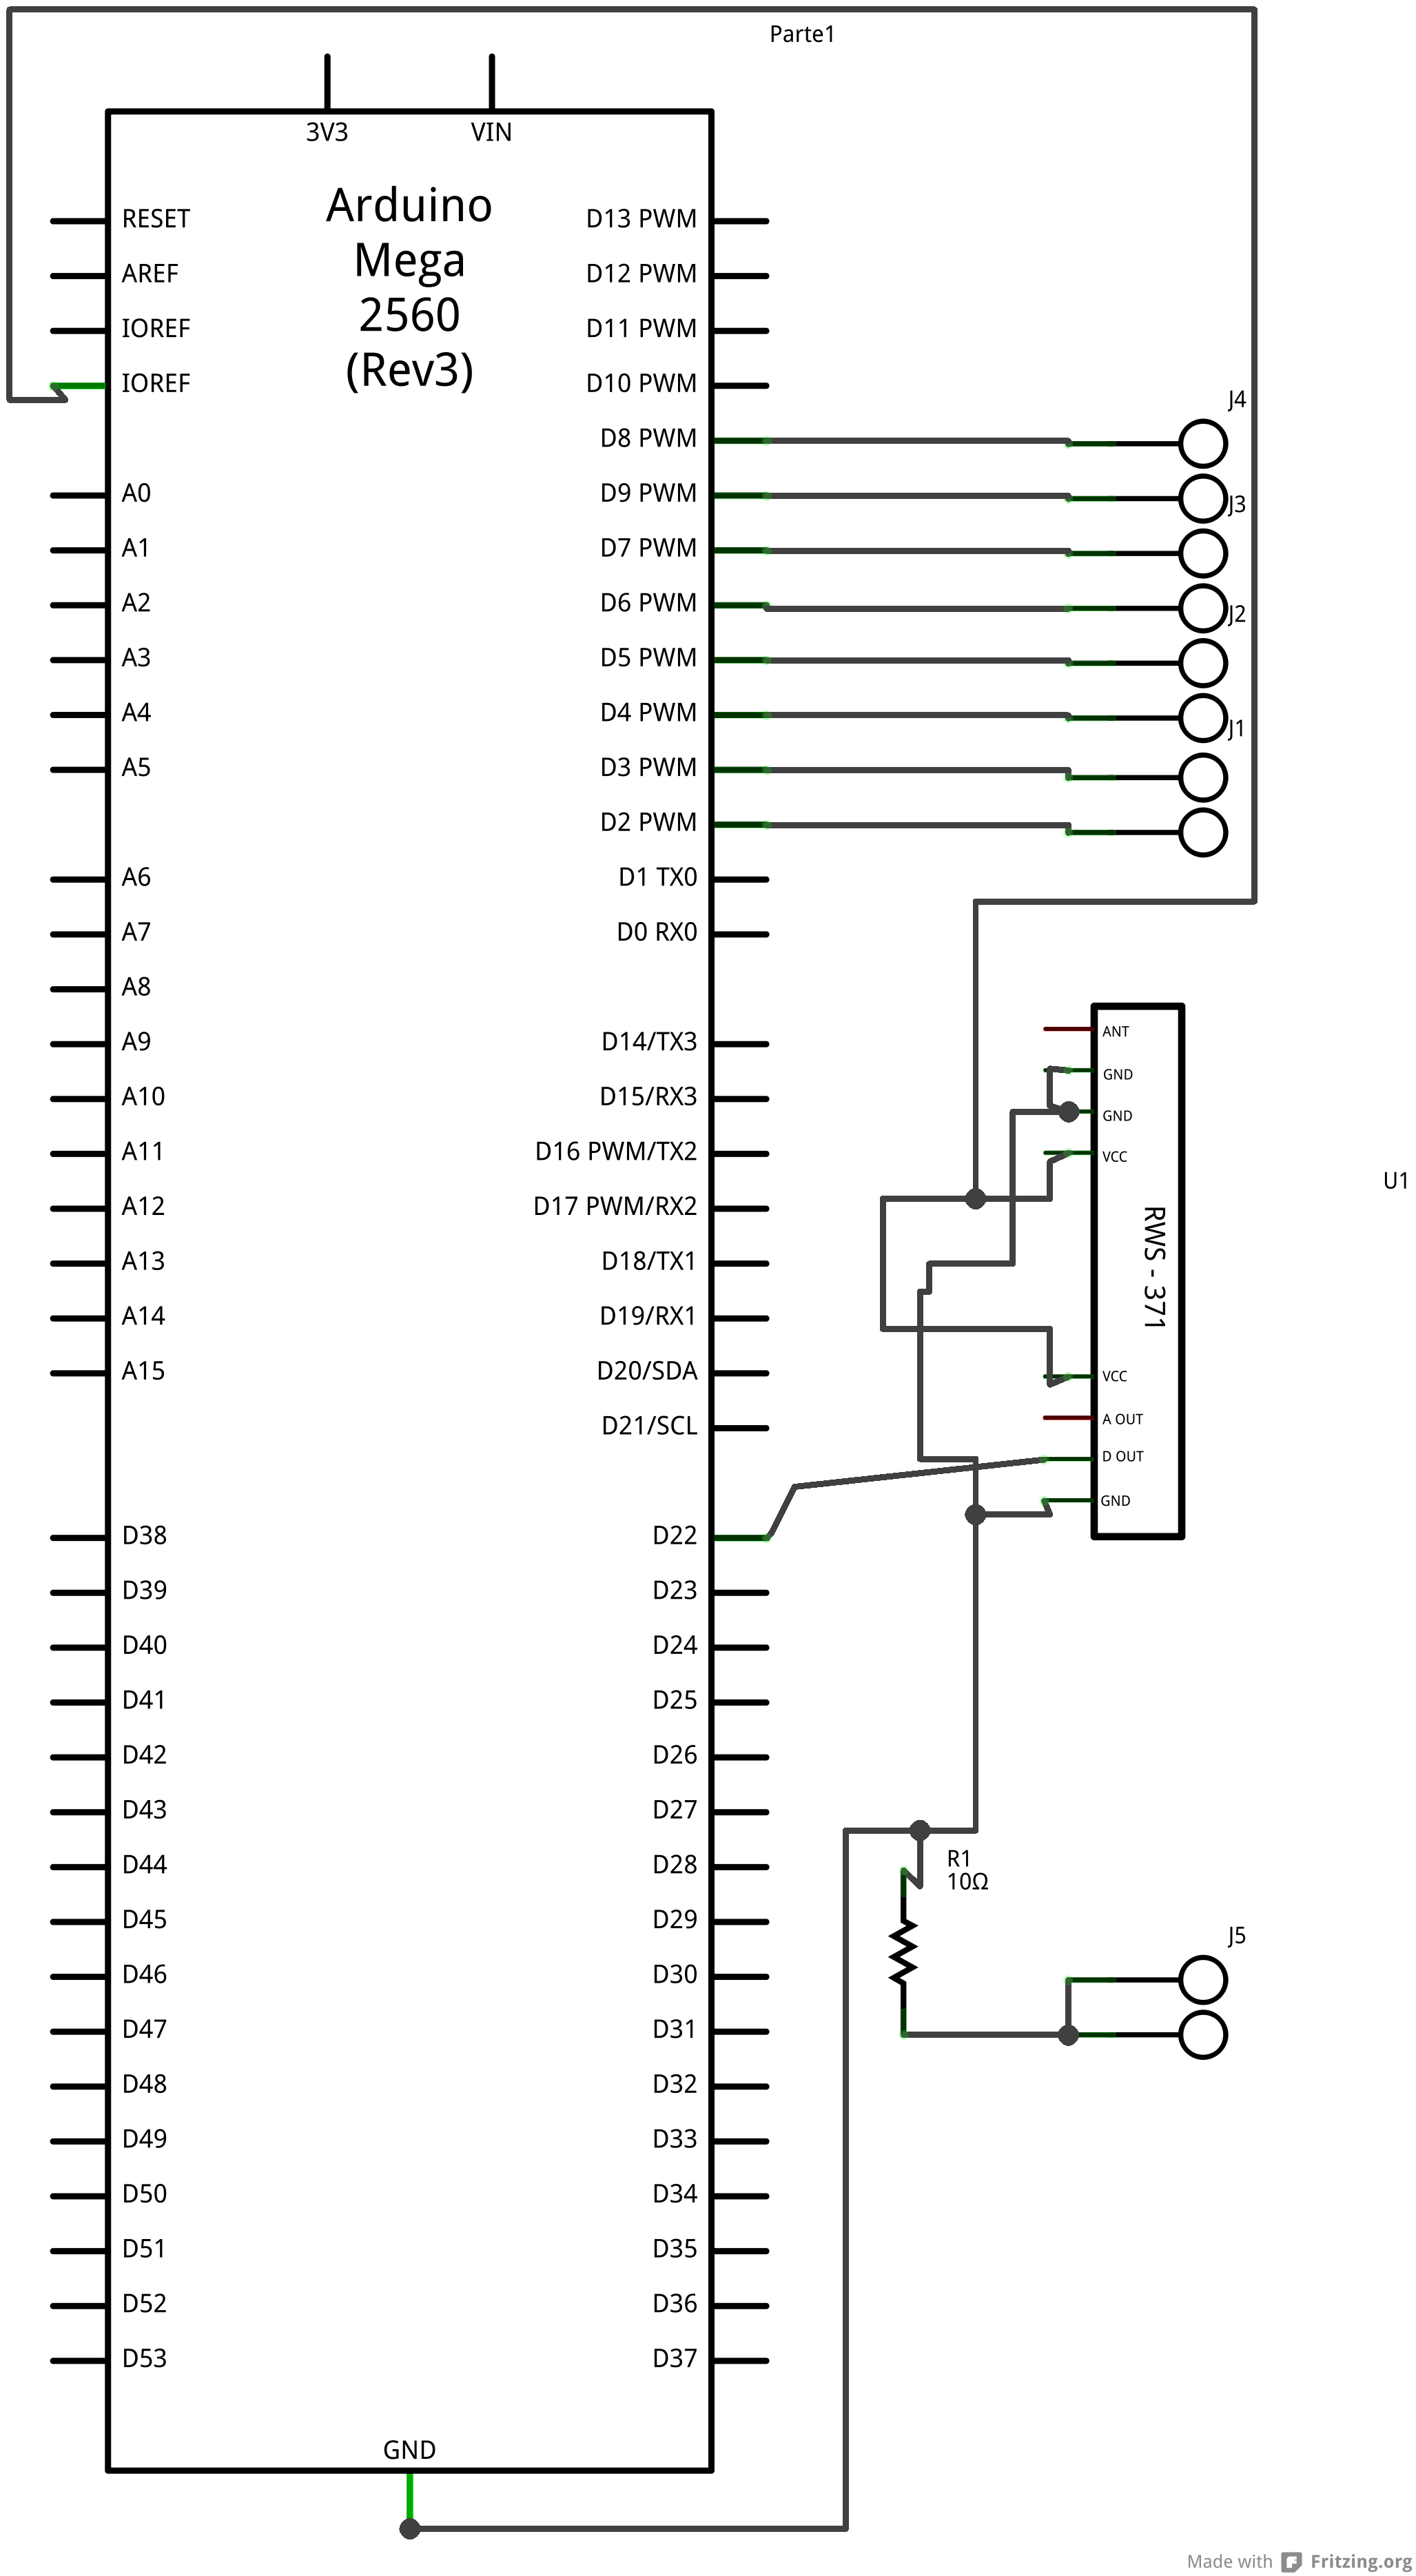 Parte1
3V3
VIN
Arduino
Mega
2560
(Rev3)
RESET
AREF
IOREF
IOREF
A0
A1
A2
A3
A4
A5
A6
A7
A8
A9
A10
A11
A12
A13
A14
A15
D38
D39
D40
D41
D42
D43
D44
D45
D46
D47
D48
D49
D50
D51
D52
D53
D13 PWM
D12 PWM
D11 PWM
D10 PWM
D8 PWM
D9 PWM
D7 PWM
D6 PWM
D5 PWM
D4 PWM
D3 PWM
D2 PWM
D1 TX0
D0 RX0
D14/TX3
D15/RX3
D16 PWM/TX2
D17 PWM/RX2
D18/TX1
D19/RX1
D20/SDA
D21/SCL
D22
D23
D24
D25
D26
D27
D28
D29
D30
D31
D32
D33
D34
D35
D36
D37
GND
J4
J3
J2
J1
ANT
GND
GND
VCC
RWS - 371
VCC
A OUT
D OUT
GND
U1
R1
10Ω
J5
Made with Fritzing.org